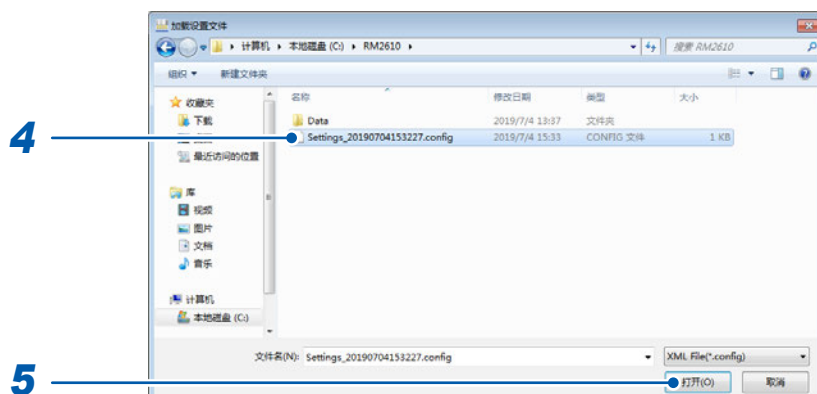 加载设置文件
计算机 本地磁盘 (C:) RM2610 搜索 RM2610
组织 新建文件夹
名称 修改日期 类型 大小
收藏夹
下载
Data 2019/7/4 13:37 文件夹
4
Settings_20190704153227.config 2019/7/4 15:33 CONFIG 文件 1 KB
最近访问的位置
库
视频
图片
文档
音乐
计算机
本地磁盘 (C:)
文件名(N): Settings_20190704153227.config XML File(*.config)
5
打开(O) 取消